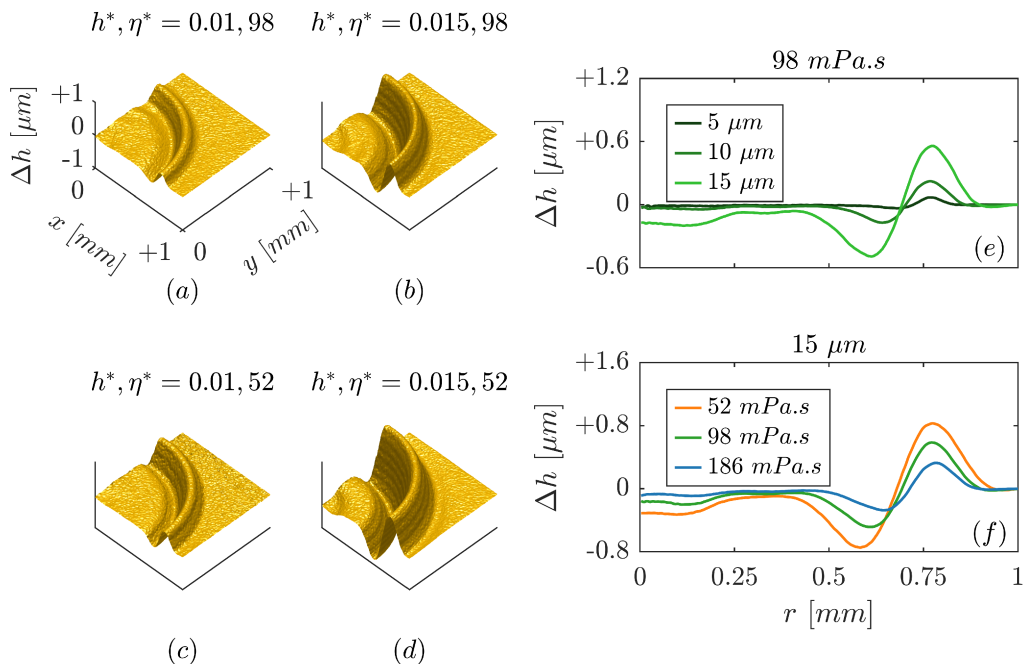 h*, η* = 0.01, 98
h*, η* = 0.015, 98
+1
0
-1
Δh [μm]
0
x [mm]
+1
0
y [mm]
+1
(a)
(b)
h*, η* = 0.01, 52
h*, η* = 0.015, 52
(c)
(d)
98 mPa.s
+1.2
+0.6
0
-0.6
Δh [μm]
5 μm
10 μm
15 μm
(e)
15 μm
+1.6
+0.8
0
-0.8
Δh [μm]
52 mPa.s
98 mPa.s
186 mPa.s
(f)
0
0.25
0.5
0.75
1
r [mm]